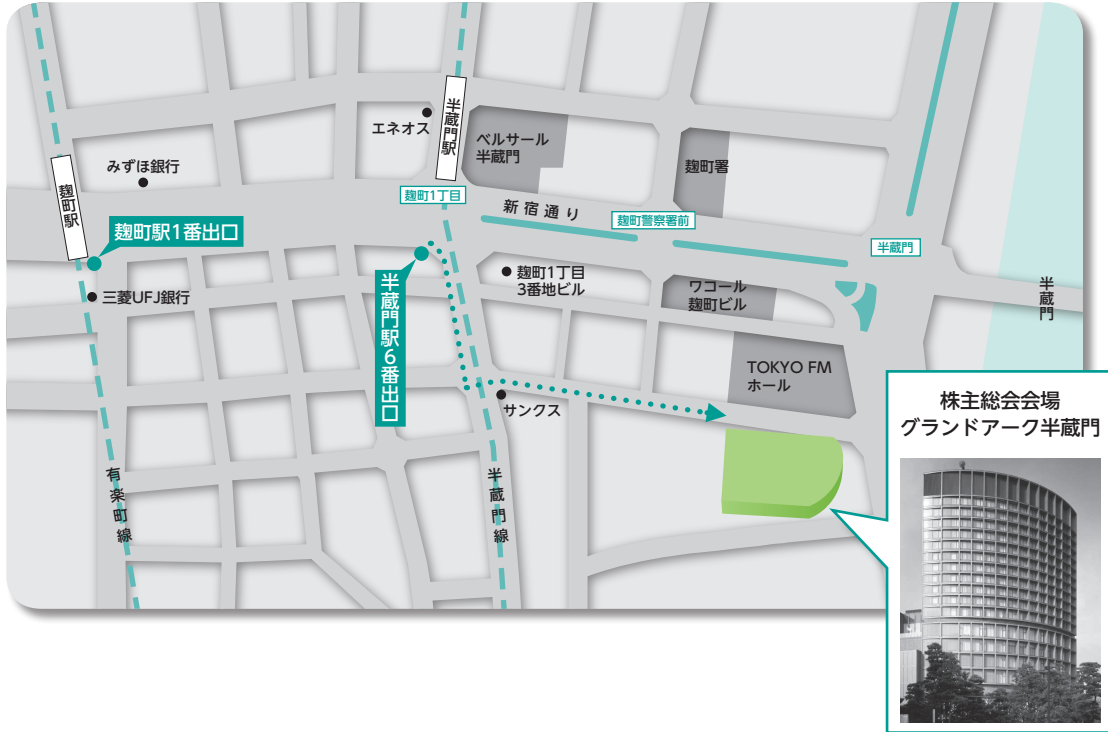 半蔵門駅
エネオス
ベルサール
半蔵門
麹町署
みずほ銀行
麹町駅
麹町1丁目
新宿通り
麹町警察署前
半蔵門
麹町駅1番出口
三菱UFJ銀行
半蔵門駅6番出口
麹町1丁目
3番地ビル
ワコール
麹町ビル
半蔵門
TOKYO FM
ホール
サンクス
有楽町線
半蔵門線
株主総会会場
グランドアーク半蔵門